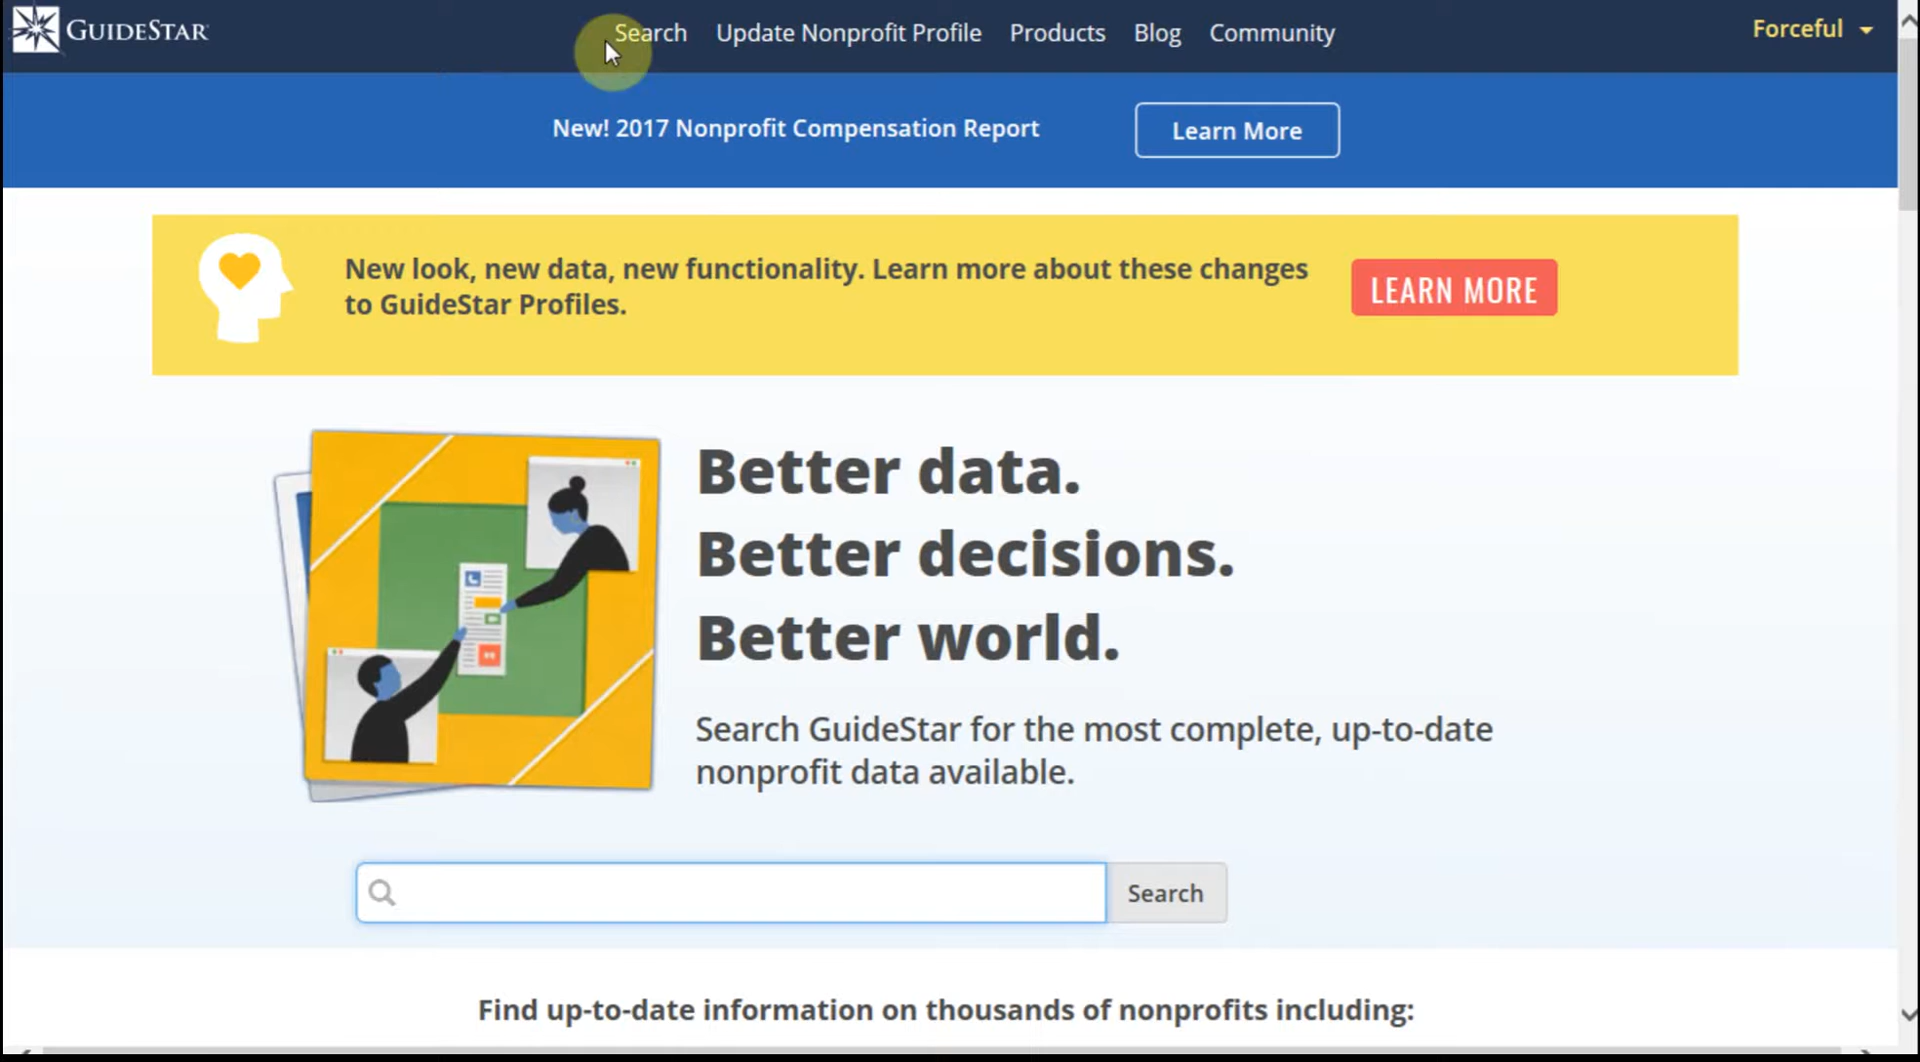 GUIDESTAR
Search Update Nonprofit Profile Products Blog Community
Forceful
New! 2017 Nonprofit Compensation Report
Learn More
New look, new data, new functionality. Learn more about these changes
to GuideStar Profiles.
LEARN MORE
Better data.
Better decisions.
Better world.
Search GuideStar for the most complete, up-to-date
nonprofit data available.
Search
Find up-to-date information on thousands of nonprofits including: